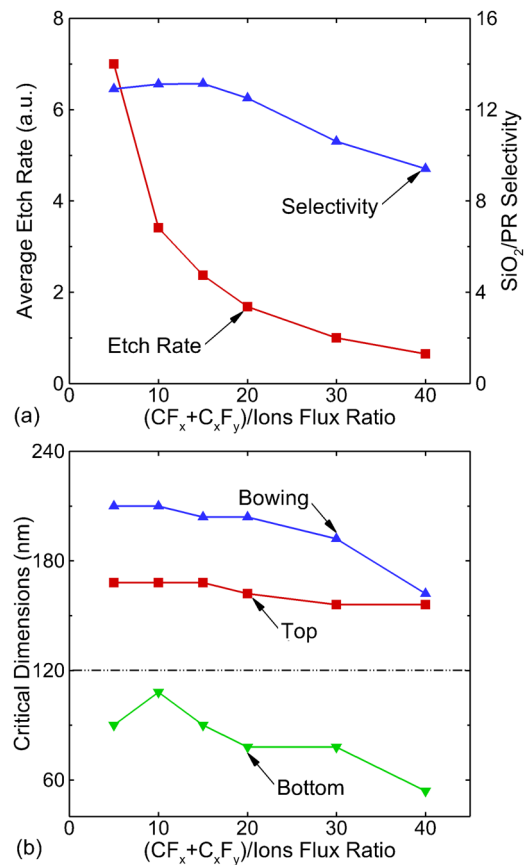 8
16
6
12
4
8
2
4
0
0
Average Etch Rate (a.u.)
SiO₂/PR Selectivity
Selectivity
Etch Rate
0 10 20 30 40
(a)
(CFₓ+CₓFᵧ)/Ions Flux Ratio
240
180
120
60
Critical Dimensions (nm)
Bowing
Top
Bottom
0 10 20 30 40
(b)
(CFₓ+CₓFᵧ)/Ions Flux Ratio